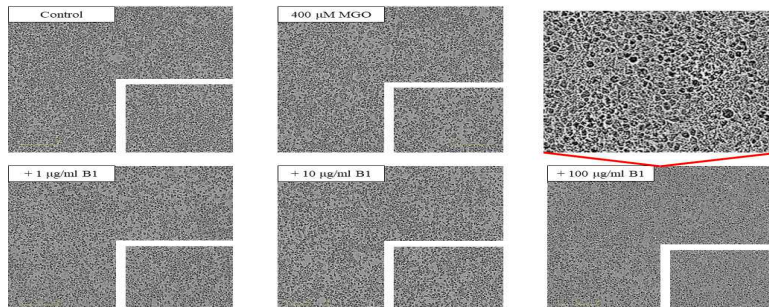 Control
400 µM MGO
+ 1 µg/ml B1
+ 10 µg/ml B1
+ 100 µg/ml B1